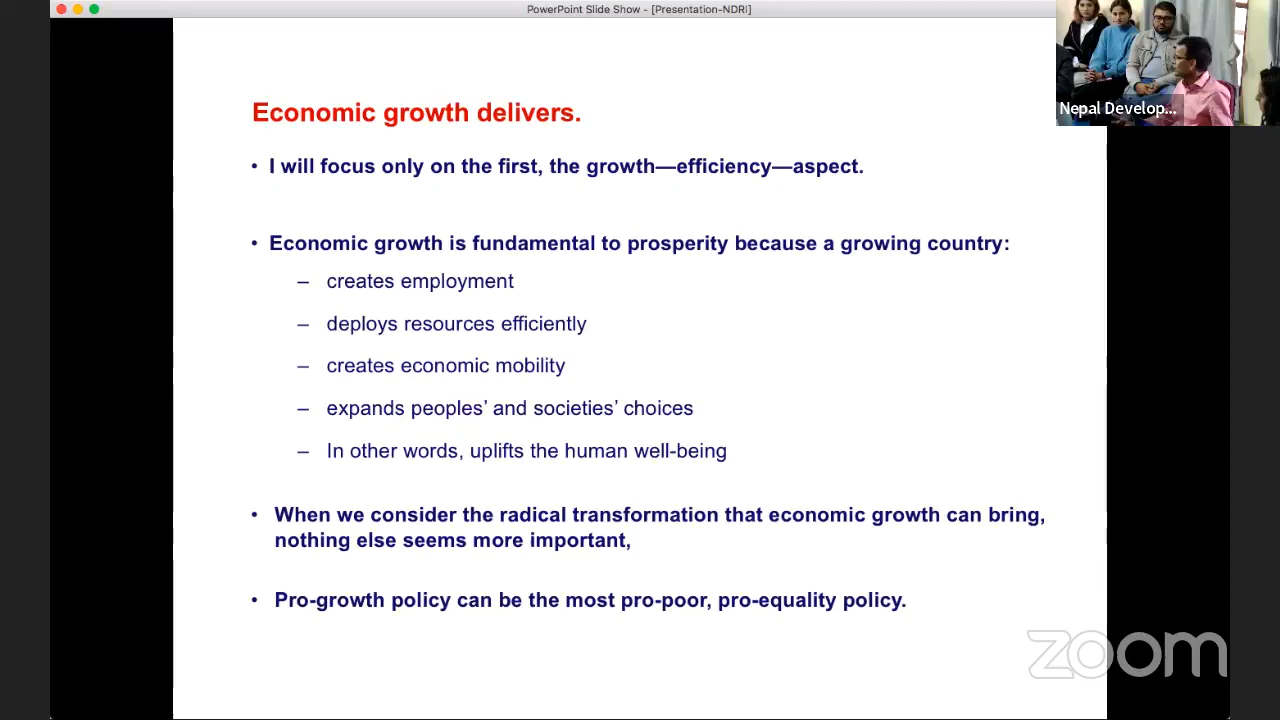 PowerPoint Slide Show - [Presentation-NDRI]
Nepal Develop...
Economic growth delivers.
• I will focus only on the first, the growth—efficiency—aspect.
• Economic growth is fundamental to prosperity because a growing country:
– creates employment
– deploys resources efficiently
– creates economic mobility
– expands peoples’ and societies’ choices
– In other words, uplifts the human well-being
• When we consider the radical transformation that economic growth can bring,
nothing else seems more important,
• Pro-growth policy can be the most pro-poor, pro-equality policy.
zoom